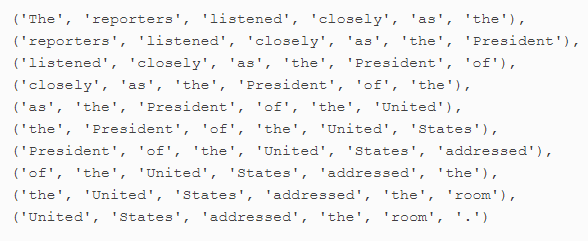 ('The', 'reporters', 'listened', 'closely', 'as', 'the'),
('reporters', 'listened', 'closely', 'as', 'the', 'President'),
('listened', 'closely', 'as', 'the', 'President', 'of'),
('closely', 'as', 'the', 'President', 'of', 'the'),
('as', 'the', 'President', 'of', 'the', 'United'),
('the', 'President', 'of', 'the', 'United', 'States'),
('President', 'of', 'the', 'United', 'States', 'addressed'),
('of', 'the', 'United', 'States', 'addressed', 'the'),
('the', 'United', 'States', 'addressed', 'the', 'room'),
('United', 'States', 'addressed', 'the', 'room', '.')